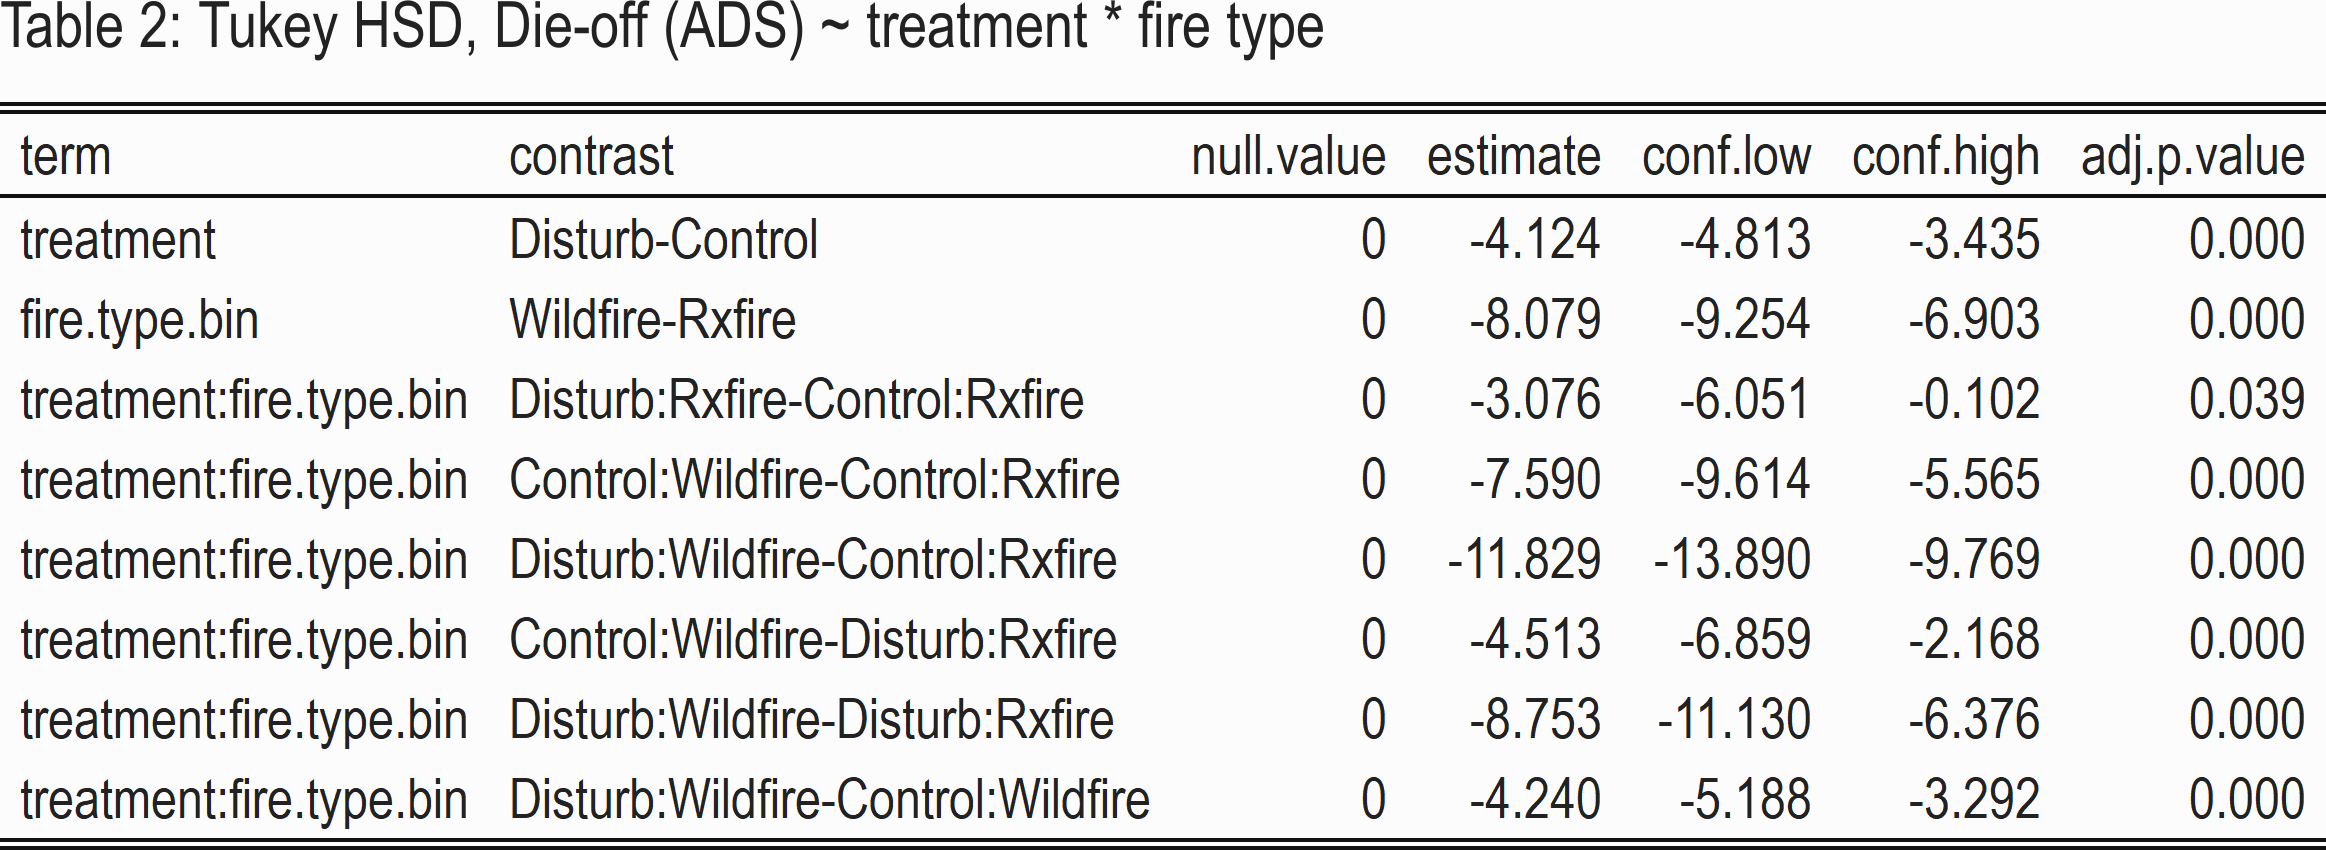 Table 2: Tukey HSD, Die-off (ADS) ~ treatment * fire type
term contrast null.value estimate conf.low conf.high adj.p.value
treatment Disturb-Control 0 -4.124 -4.813 -3.435 0.000
fire.type.bin Wildfire-Rxfire 0 -8.079 -9.254 -6.903 0.000
treatment:fire.type.bin Disturb:Rxfire-Control:Rxfire 0 -3.076 -6.051 -0.102 0.039
treatment:fire.type.bin Control:Wildfire-Control:Rxfire 0 -7.590 -9.614 -5.565 0.000
treatment:fire.type.bin Disturb:Wildfire-Control:Rxfire 0 -11.829 -13.890 -9.769 0.000
treatment:fire.type.bin Control:Wildfire-Disturb:Rxfire 0 -4.513 -6.859 -2.168 0.000
treatment:fire.type.bin Disturb:Wildfire-Disturb:Rxfire 0 -8.753 -11.130 -6.376 0.000
treatment:fire.type.bin Disturb:Wildfire-Control:Wildfire 0 -4.240 -5.188 -3.292 0.000